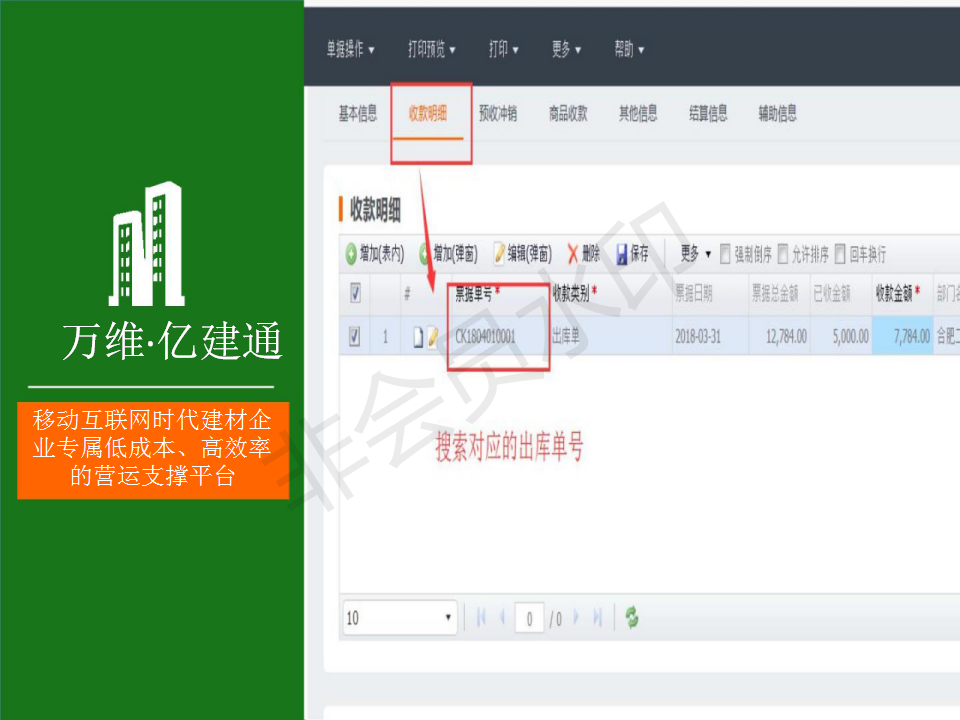 万维·亿建通
移动互联网时代建材企
业专属低成本、高效率
的营运支撑平台
单据操作 打印预览 打印 更多 帮助
基本信息 收款明细 预收冲销 商品收款 其他信息 结算信息 辅助信息
收款明细
增加(表内) 增加(弹窗) 编辑(弹窗) 删除 保存 更多 强制倒序 允许排序 回车换行
# 票据单号* 收款类别* 票据日期 票据总金额 已收金额 收款金额* 部门
1 CK1804010001 出库单 2018-03-31 12,784.00 5,000.00 7,784.00 合肥
搜索对应的出库单号
10 0 / 0
非会员水印